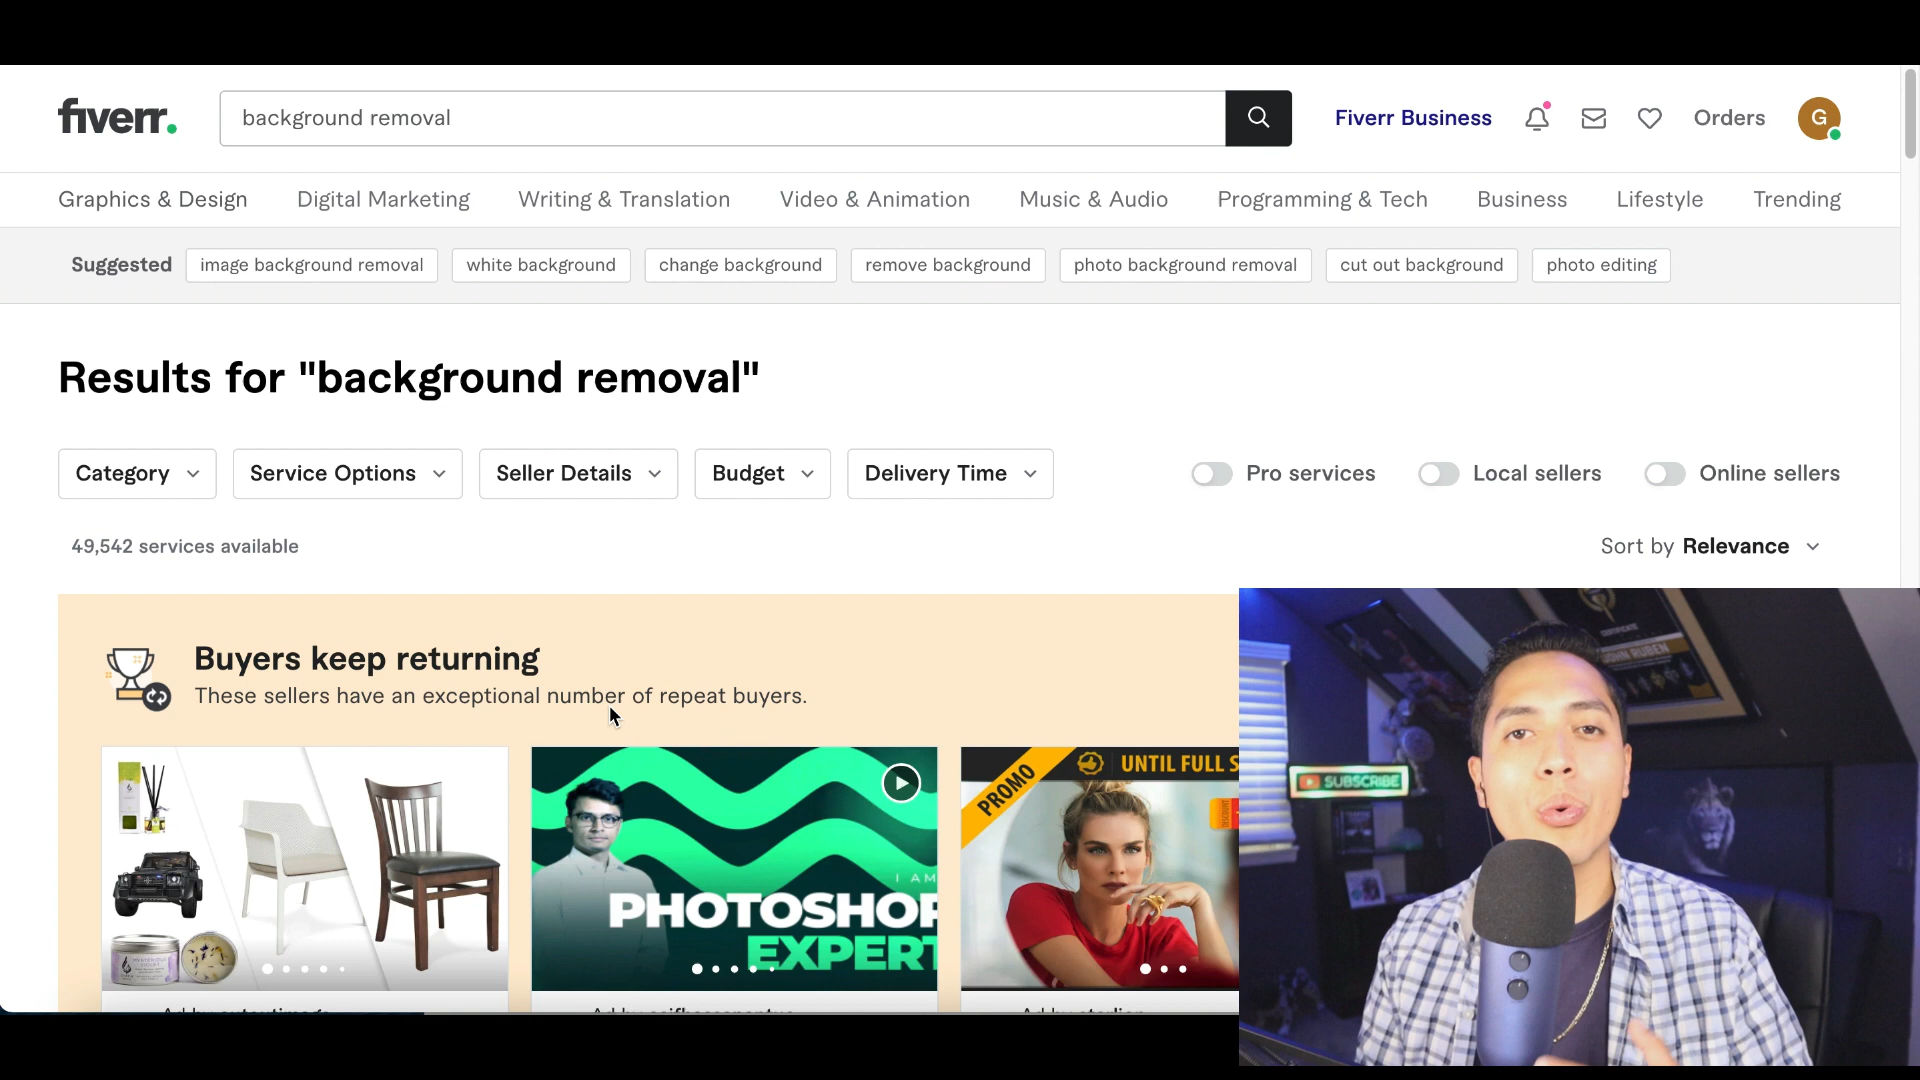 fiverr.
background removal
Fiverr Business
Orders
G
Graphics & Design
Digital Marketing
Writing & Translation
Video & Animation
Music & Audio
Programming & Tech
Business
Lifestyle
Trending
Suggested
image background removal
white background
change background
remove background
photo background removal
cut out background
photo editing
Results for "background removal"
Category
Service Options
Seller Details
Budget
Delivery Time
Pro services
Local sellers
Online sellers
49,542 services available
Sort by Relevance
Buyers keep returning
These sellers have an exceptional number of repeat buyers.
I AM
PHOTOSHOP
EXPERT
PROMO
UNTIL FULL S
CERTIFICATE
JOHN RUBEN
SUBSCRIBE